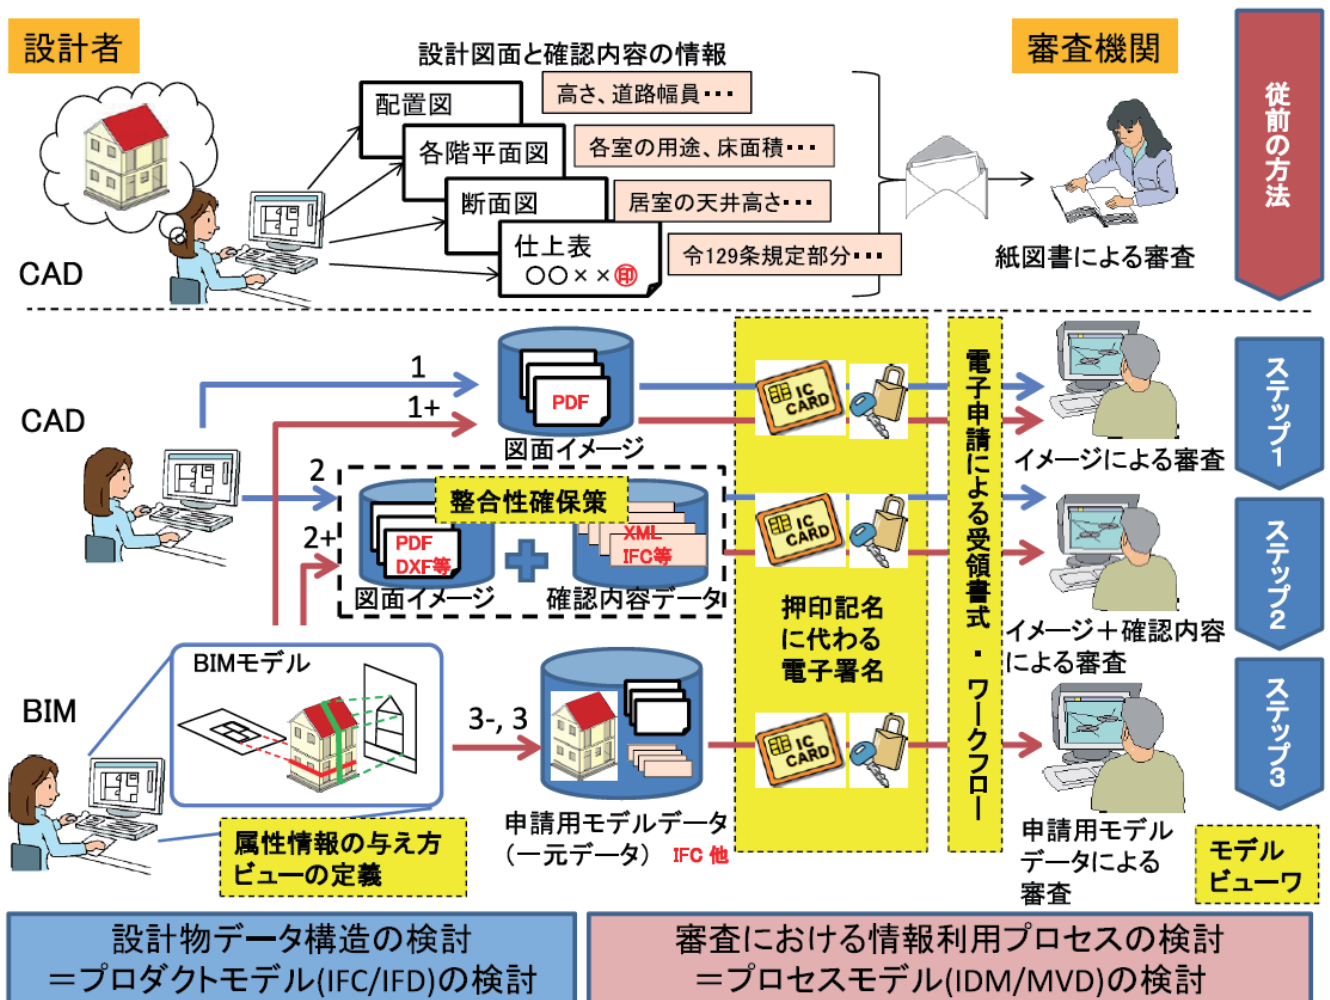 設計者
設計図面と確認内容の情報
審査機関
配置図
高さ、道路幅員・・・
各階平面図
各室の用途、床面積・・・
断面図
居室の天井高さ・・・
仕上表
○○××㊞
令129条規定部分・・・
CAD
紙図書による審査
従前の方法
CAD
1
1+
PDF
図面イメージ
IC
CARD
イメージによる審査
ステップ1
2
2+
整合性確保策
PDF
DXF等
XML
IFC等
図面イメージ
確認内容データ
IC
CARD
押印記名
に代わる
電子署名
電子申請による受領書式・ワークフロー
イメージ＋確認内容
による審査
ステップ2
BIM
BIMモデル
3-, 3
申請用モデルデータ
（一元データ） IFC 他
IC
CARD
申請用モデル
データによる
審査
ステップ3
属性情報の与え方
ビューの定義
モデル
ビューワ
設計物データ構造の検討
＝プロダクトモデル(IFC/IFD)の検討
審査における情報利用プロセスの検討
＝プロセスモデル(IDM/MVD)の検討